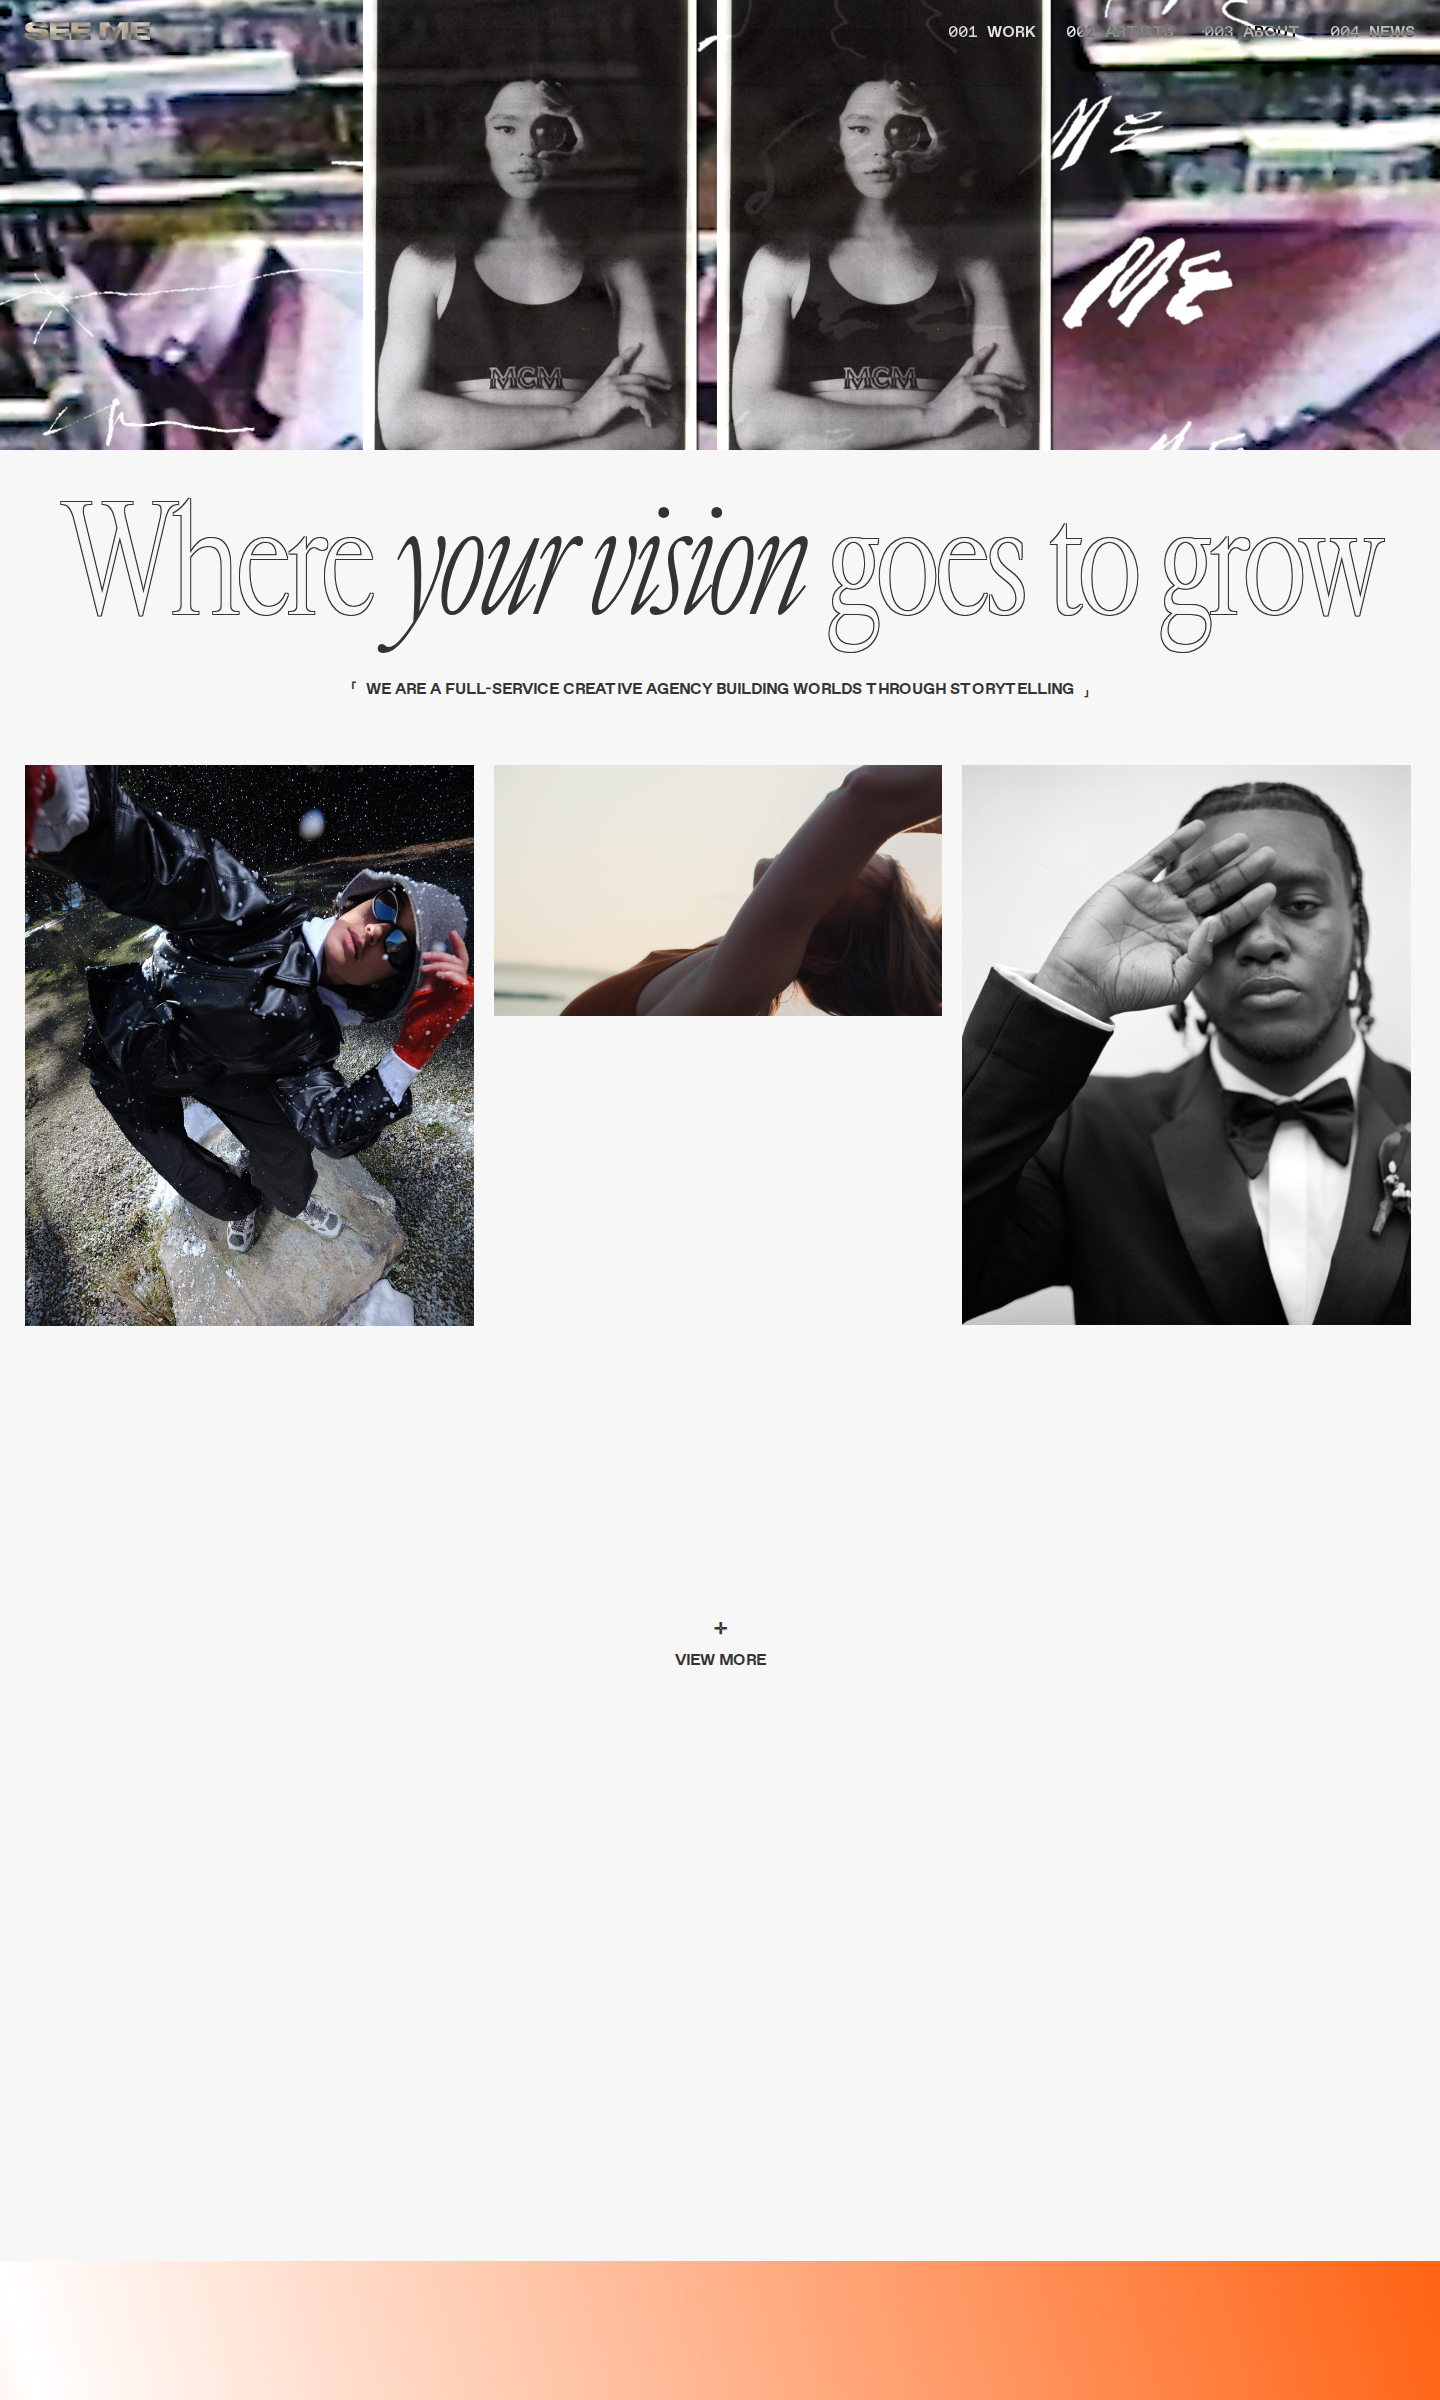 SEE ME
001 WORK 002 ARTISTS 003 ABOUT 004 NEWS
ME
ME
MCM
MCM
Where your vision goes to grow
「 WE ARE A FULL-SERVICE CREATIVE AGENCY BUILDING WORLDS THROUGH STORYTELLING 」
+
VIEW MORE